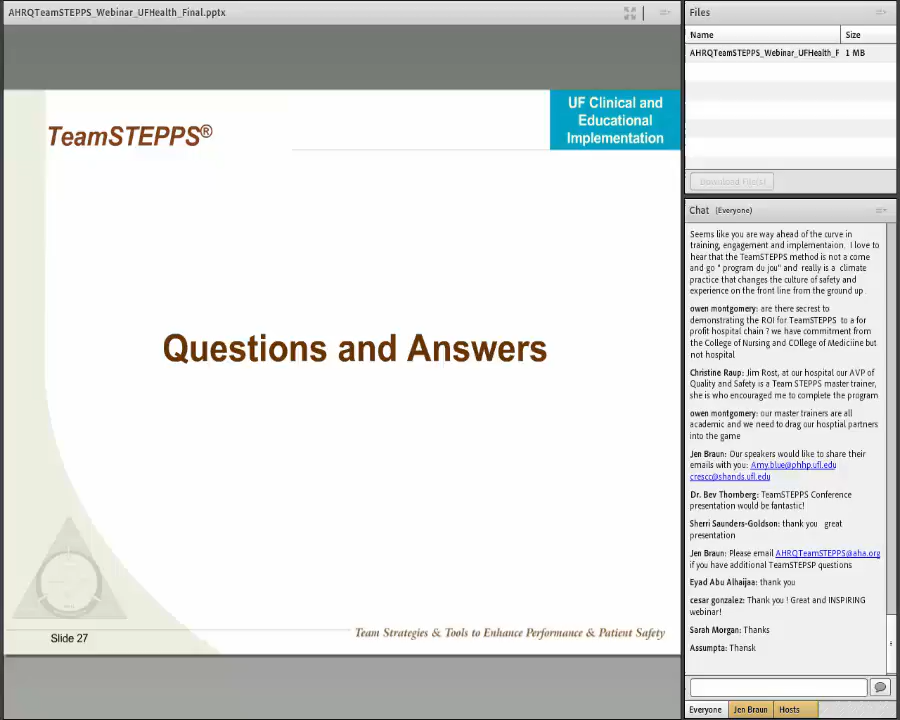 AHRQTeamSTEPPS_Webinar_UFHealth_Final.pptx
TeamSTEPPS®
UF Clinical and
Educational
Implementation
Questions and Answers
Team Strategies & Tools to Enhance Performance & Patient Safety
Slide 27
Files
Name Size
AHRQTeamSTEPPS_Webinar_UFHealth_F 1 MB
Download File(s)
Chat (Everyone)
Seems like you are way ahead of the curve in
training, engagement and implementaion. I love to
hear that the TeamSTEPPS method is not a come
and go " program du jou" and really is a climate
practice that changes the culture of safety and
experience on the front line from the ground up
owen montgomery: are there secrest to
demonstrating the ROI for TeamSTEPPS to a for
profit hospital chain ? we have commitment from
the College of Nursing and COllege of Mediciine but
not hospital
Christine Raup: Jim Rost, at our hospital our AVP of
Quality and Safety is a Team STEPPS master trainer,
she is who encouraged me to complete the program
owen montgomery: our master trainers are all
academic and we need to drag our hosptial partners
into the game
Jen Braun: Our speakers would like to share their
emails with you: Amy.blue@phhp.ufl.edu
crescc@shands.ufl.edu
Dr. Bev Thornberg: TeamSTEPPS Conference
presentation would be fantastic!
Sherri Saunders-Goldson: thank you great
presentation
Jen Braun: Please email AHRQTeamSTEPPS@aha.org
if you have additional TeamSTEPSP questions
Eyad Abu Alhaijaa: thank you
cesar gonzalez: Thank you ! Great and INSPIRING
webinar!
Sarah Morgan: Thanks
Assumpta: Thansk
Everyone Jen Braun Hosts